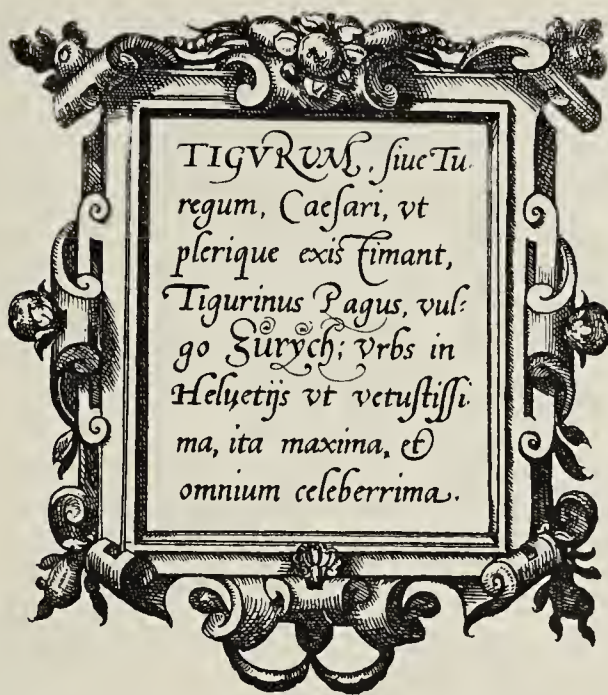 TIGVRVM, ſiue Tu-
regum, Caeſari, vt
plerique existimant,
Tigurinus Pagus, vul-
go Zürych; Vrbs in
Heluetijs vt vetuſtiſſi-
ma, ita maxima, et
omnium celeberrima.